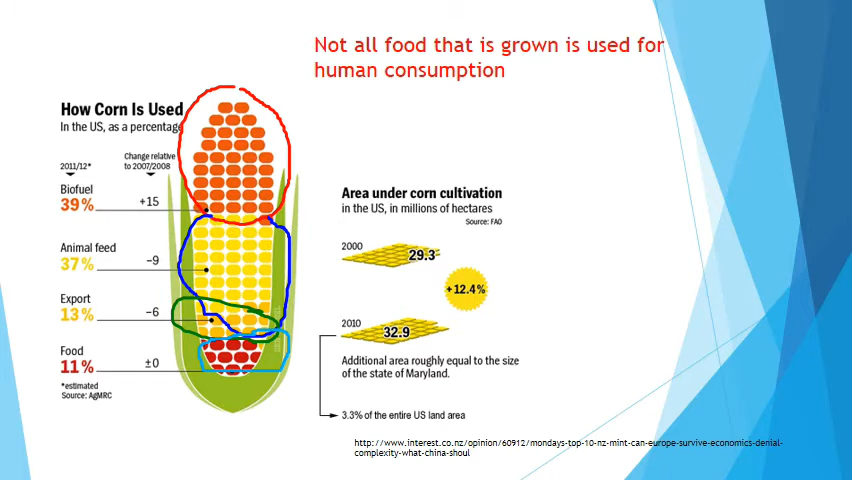 Not all food that is grown is used for
human consumption
How Corn Is Used
In the US, as a percentage
2011/12*
Change relative
to 2007/2008
Biofuel
39%
+15
Animal feed
37%
–9
Export
13%
–6
Food
11%
±0
*estimated
Source: AgMRC
Area under corn cultivation
in the US, in millions of hectares
Source: FAO
2000
29.3
+12.4%
2010
32.9
Additional area roughly equal to the size
of the state of Maryland.
3.3% of the entire US land area
http://www.interest.co.nz/opinion/60912/mondays-top-10-nz-mint-can-europe-survive-economics-denial-
complexity-what-china-shoul